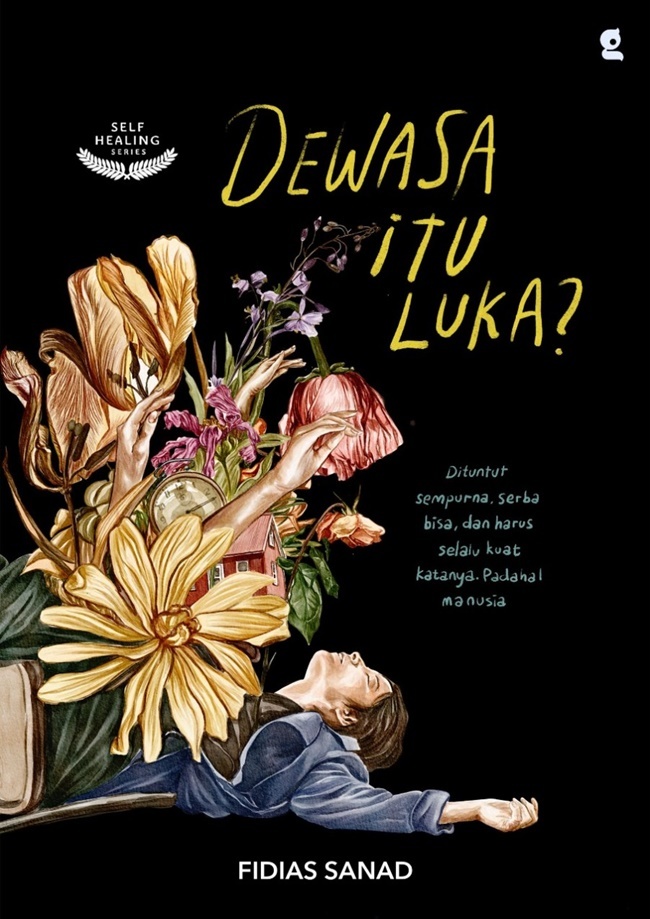 g
SELF
HEALING
SERIES
DEWASA
iTU
LUKA?
Dituntut
sempurna, serba
bisa, dan harus
selalu kuat
katanya. Padahal
manusia
FIDIAS SANAD